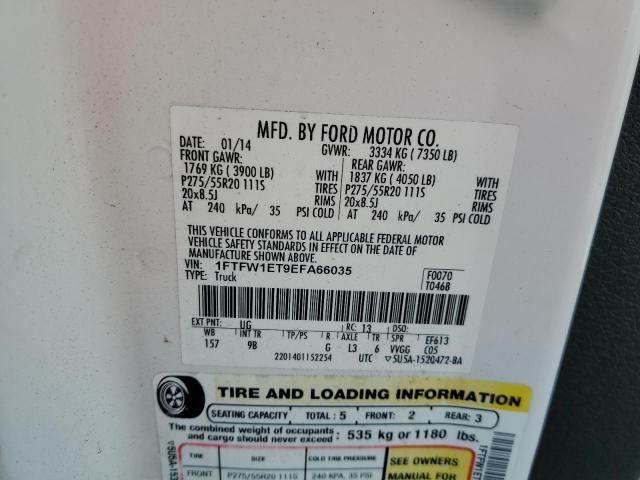 MFD. BY FORD MOTOR CO.
DATE: 01/14 GVWR: 3334 KG ( 7350 LB)
FRONT GAWR: REAR GAWR:
1769 KG ( 3900 LB) WITH 1837 KG ( 4050 LB) WITH
P275/55R20 111S TIRES P275/55R20 111S TIRES
20x8.5J RIMS 20x8.5J RIMS
AT 240 kPa/ 35 PSI COLD AT 240 kPa/ 35 PSI COLD
THIS VEHICLE CONFORMS TO ALL APPLICABLE FEDERAL MOTOR
VEHICLE SAFETY STANDARDS IN EFFECT ON THE DATE OF
MANUFACTURE SHOWN ABOVE.
VIN: 1FTFW1ET9EFA66035 F0070
TYPE: Truck T0468
EXT PNT: UG RC: 13 DSO:
WB INT TR TP/PS R AXLE TR SPR EF613
157 9B G L3 6 VVGG C05
2201401152254 UTC ▽5U5A-1520472-BA
TIRE AND LOADING INFORMATION
SEATING CAPACITY TOTAL : 5 FRONT: 2 REAR: 3
The combined weight of occupants
and cargo should never exceed : 535 kg or 1180 lbs.
TIRE SIZE COLD TIRE PRESSURE SEE OWNERS
FRONT P275/55R20 111S 240 KPA, 35 PSI MANUAL FOR